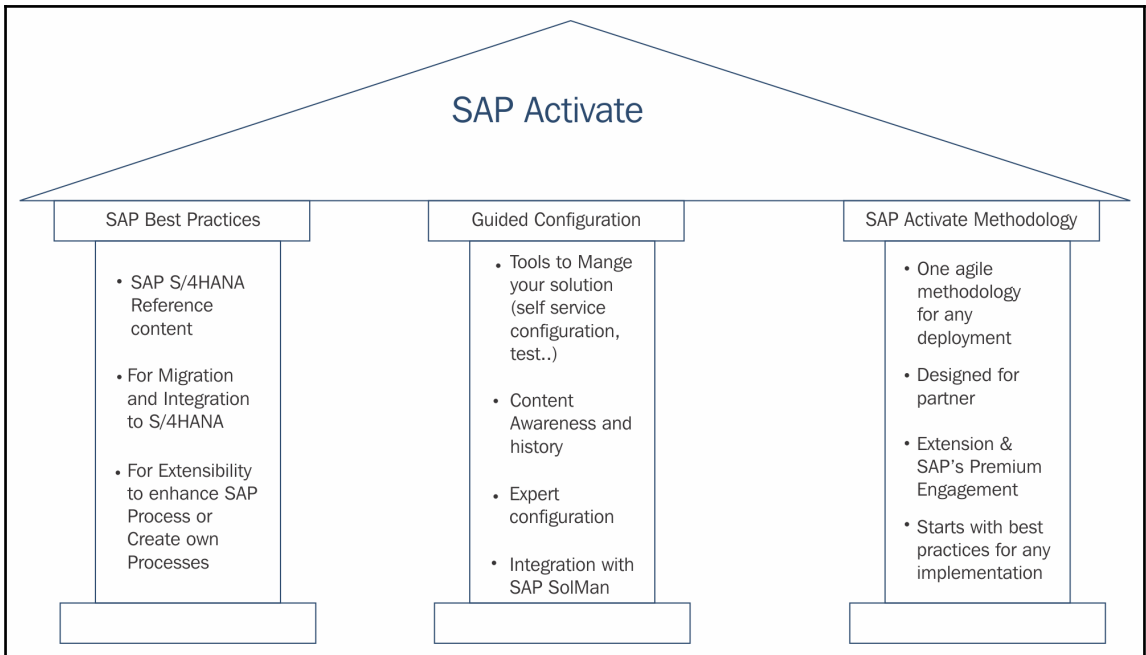 SAP Activate
SAP Best Practices
• SAP S/4HANA
Reference
content
• For Migration
and Integration
to S/4HANA
• For Extensibility
to enhance SAP
Process or
Create own
Processes
Guided Configuration
• Tools to Mange
your solution
(self service
configuration,
test..)
• Content
Awareness and
history
• Expert
configuration
• Integration with
SAP SolMan
SAP Activate Methodology
• One agile
methodology
for any
deployment
• Designed for
partner
• Extension &
SAP's Premium
Engagement
• Starts with best
practices for any
implementation